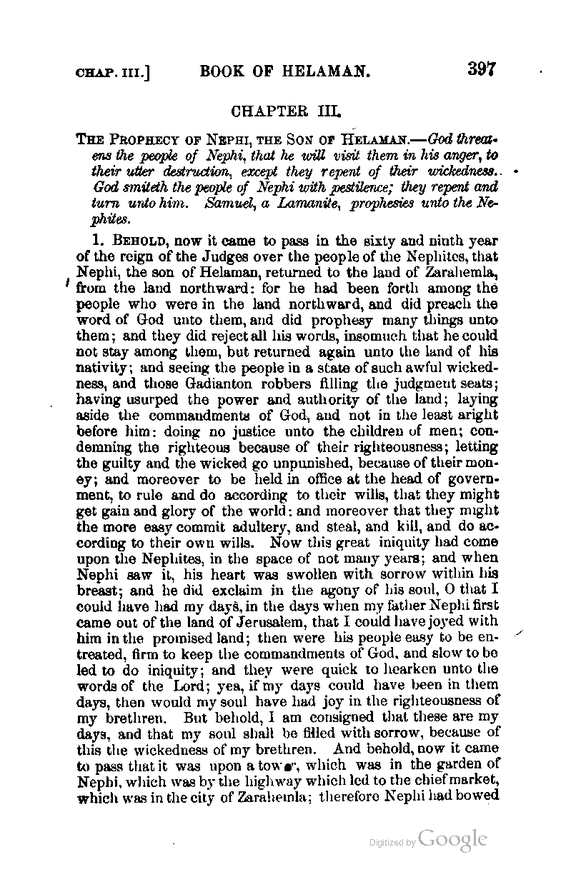 CHAP. III.] BOOK OF HELAMAN. 397
CHAPTER III.
THE PROPHECY OF NEPHI, THE SON OF HELAMAN.—God threat-
ens the people of Nephi, that he will visit them in his anger, to
their utter destruction, except they repent of their wickedness.
God smiteth the people of Nephi with pestilence; they repent and
turn unto him. Samuel, a Lamanite, prophesies unto the Ne-
phites.
1. BEHOLD, now it came to pass in the sixty and ninth year
of the reign of the Judges over the people of the Nephites, that
Nephi, the son of Helaman, returned to the land of Zarahemla,
from the land northward: for he had been forth among the
people who were in the land northward, and did preach the
word of God unto them, and did prophesy many things unto
them; and they did reject all his words, insomuch that he could
not stay among them, but returned again unto the land of his
nativity; and seeing the people in a state of such awful wicked-
ness, and those Gadianton robbers filling the judgment seats;
having usurped the power and authority of the land; laying
aside the commandments of God, and not in the least aright
before him: doing no justice unto the children of men; con-
demning the righteous because of their righteousness; letting
the guilty and the wicked go unpunished, because of their mon-
ey; and moreover to be held in office at the head of govern-
ment, to rule and do according to their wills, that they might
get gain and glory of the world: and moreover that they might
the more easy commit adultery, and steal, and kill, and do ac-
cording to their own wills. Now this great iniquity had come
upon the Nephites, in the space of not many years; and when
Nephi saw it, his heart was swollen with sorrow within his
breast; and he did exclaim in the agony of his soul, O that I
could have had my days, in the days when my father Nephi first
came out of the land of Jerusalem, that I could have joyed with
him in the promised land; then were his people easy to be en-
treated, firm to keep the commandments of God, and slow to be
led to do iniquity; and they were quick to hearken unto the
words of the Lord; yea, if my days could have been in them
days, then would my soul have had joy in the righteousness of
my brethren. But behold, I am consigned that these are my
days, and that my soul shall be filled with sorrow, because of
this the wickedness of my brethren. And behold, now it came
to pass that it was upon a tower, which was in the garden of
Nephi, which was by the highway which led to the chief market,
which was in the city of Zarahemla; therefore Nephi had bowed
Digitized by Google